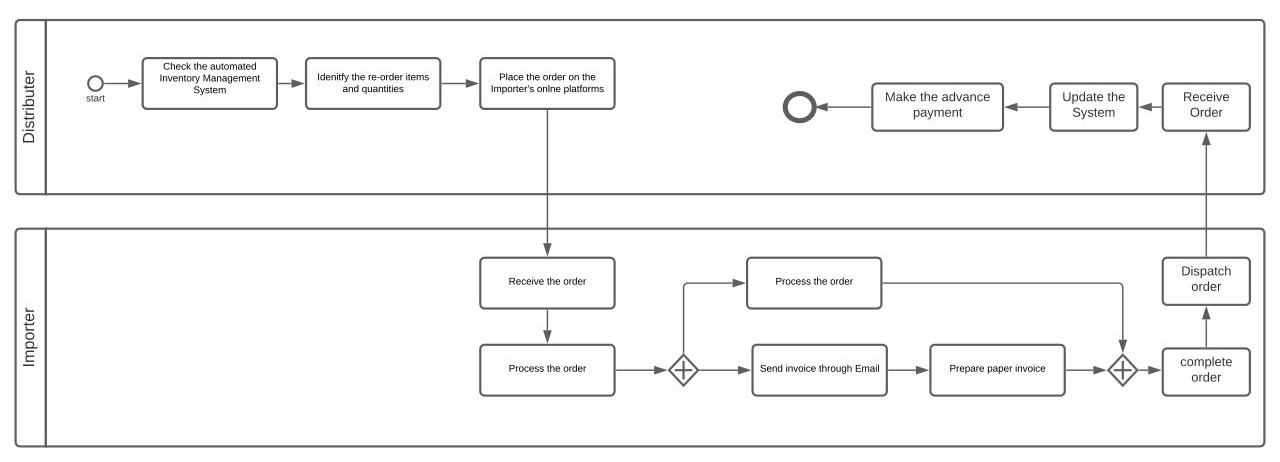 Distributer
start
Check the automated
Inventory Management
System
Idenitfy the re-order items
and quantities
Place the order on the
Importer's onlne platforms
Make the advance
payment
Update the
System
Receive
Order
Importer
Receive the order
Process the order
Process the order
Send invoice through Email
Prepare paper invoice
Dispatch
order
complete
order